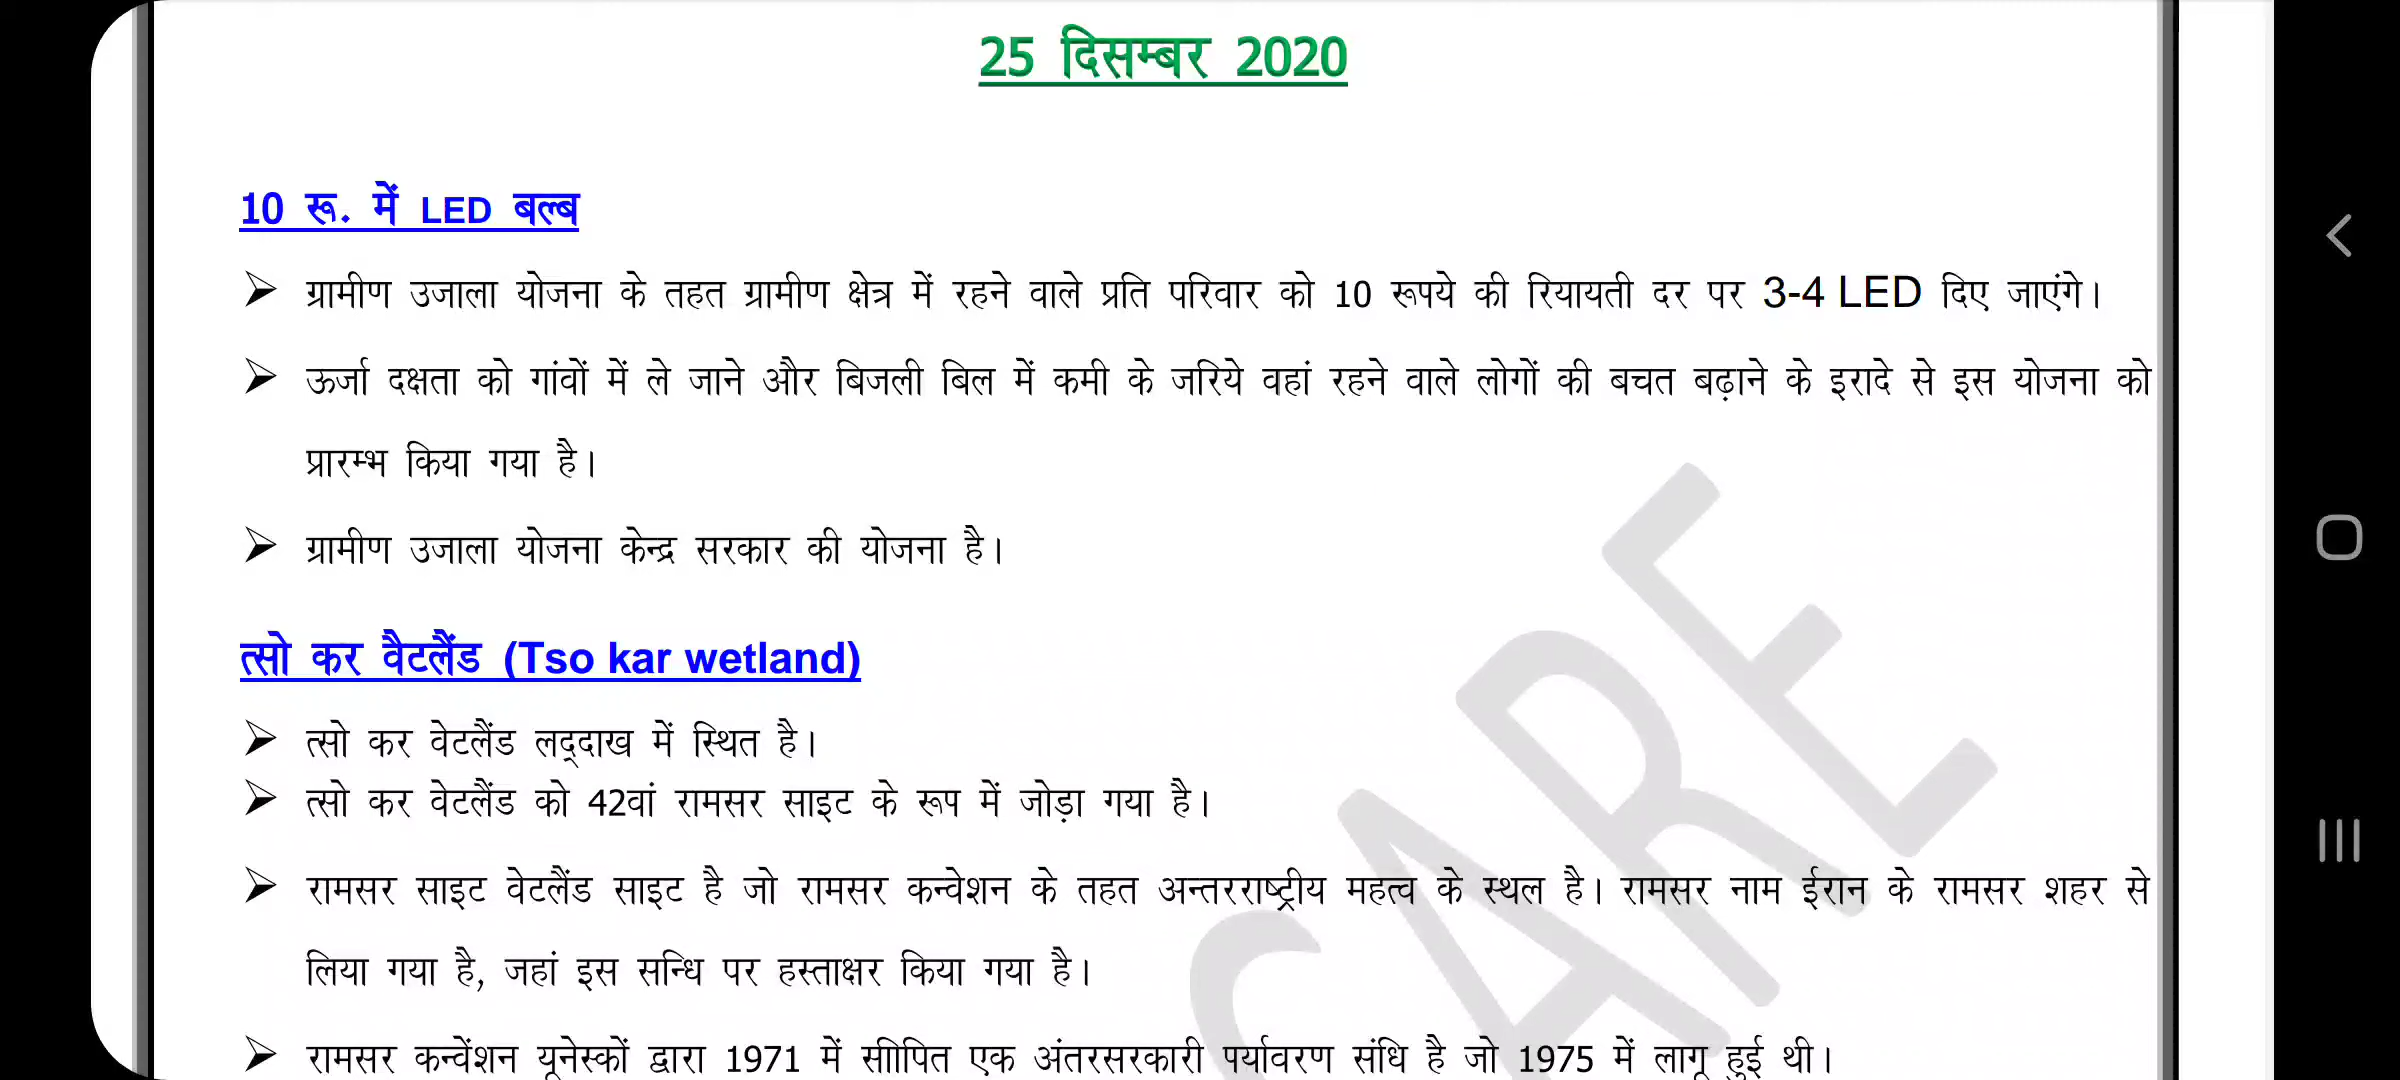 25 दिसम्बर 2020
10 रू. में LED बल्ब
➢ ग्रामीण उजाला योजना के तहत ग्रामीण क्षेत्र में रहने वाले प्रति परिवार को 10 रूपये की रियायती दर पर 3-4 LED दिए जाएंगे।
➢ ऊर्जा दक्षता को गांवों में ले जाने और बिजली बिल में कमी के जरिये वहां रहने वाले लोगों की बचत बढ़ाने के इरादे से इस योजना को
प्रारम्भ किया गया है।
➢ ग्रामीण उजाला योजना केन्द्र सरकार की योजना है।
त्सो कर वैटलैंड (Tso kar wetland)
➢ त्सो कर वेटलैंड लद्दाख में स्थित है।
➢ त्सो कर वेटलैंड को 42वां रामसर साइट के रूप में जोड़ा गया है।
➢ रामसर साइट वेटलैंड साइट है जो रामसर कन्वेशन के तहत अन्तरराष्ट्रीय महत्व के स्थल है। रामसर नाम ईरान के रामसर शहर से
लिया गया है, जहां इस सन्धि पर हस्ताक्षर किया गया है।
➢ रामसर कन्वेंशन यूनेस्कों द्वारा 1971 में सीापित एक अंतरसरकारी पर्यावरण संधि है जो 1975 में लागू हुई थी।
CARE